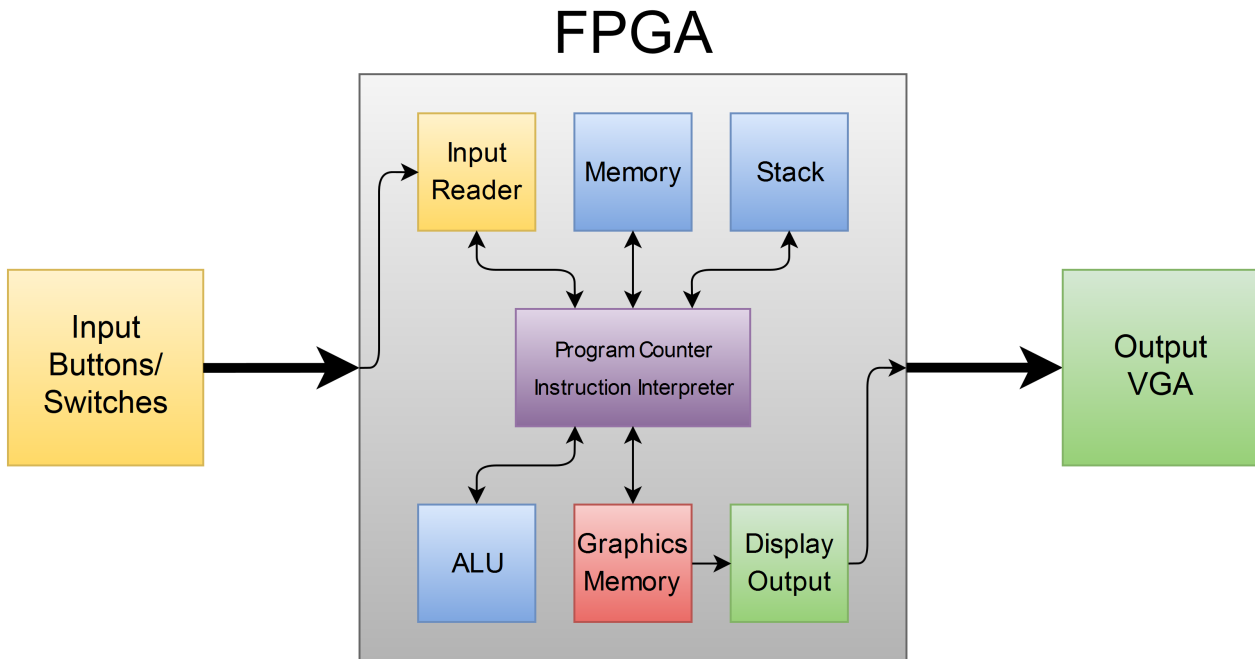 FPGA
Input
Reader
Memory
Stack
Input
Buttons/
Switches
Program Counter
Instruction Interpreter
Output
VGA
ALU
Graphics
Memory
Display
Output